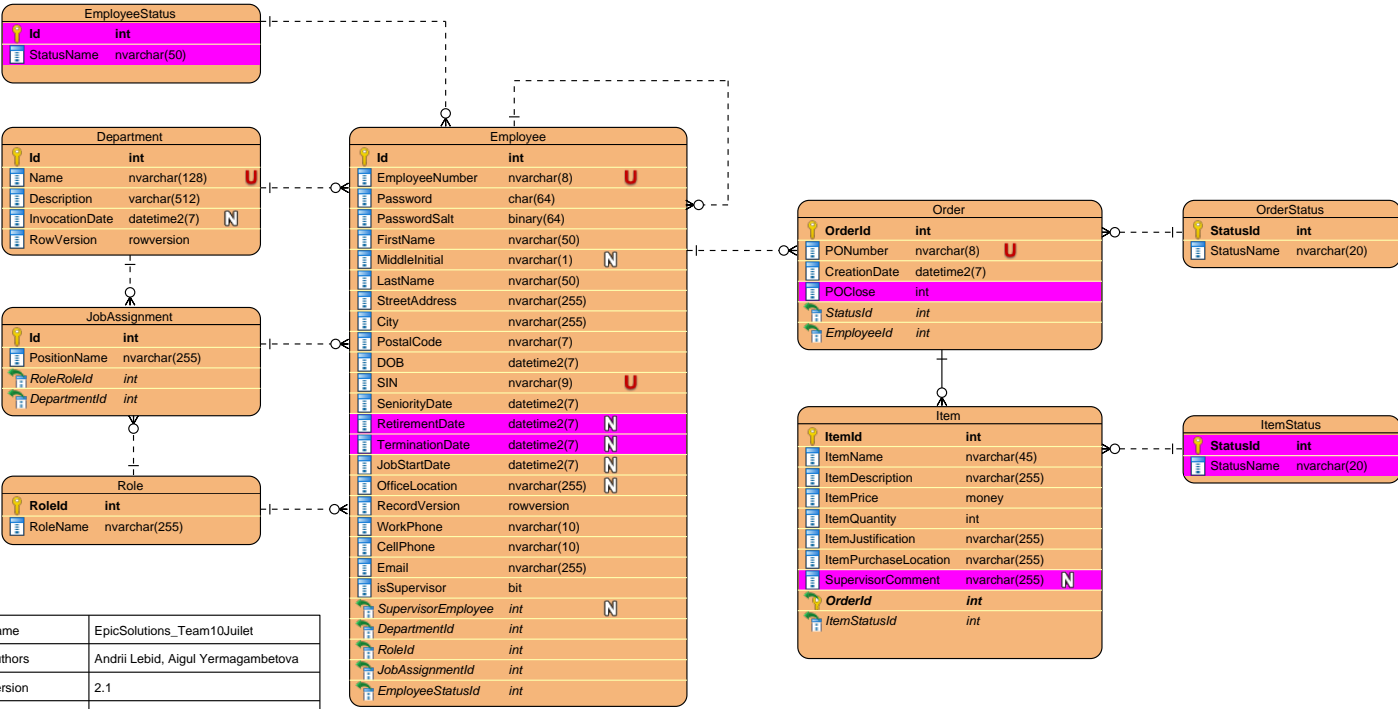 EmployeeStatus
Id int
StatusName nvarchar(50)
Department
Id int
Name nvarchar(128) U
Description varchar(512)
InvocationDate datetime2(7) N
RowVersion rowversion
JobAssignment
Id int
PositionName nvarchar(255)
RoleRoleId int
DepartmentId int
Role
RoleId int
RoleName nvarchar(255)
ame EpicSolutions_Team10Juilet
thors Andrii Lebid, Aigul Yermagambetova
ersion 2.1
Employee
Id int
EmployeeNumber nvarchar(8) U
Password char(64)
PasswordSalt binary(64)
FirstName nvarchar(50)
MiddleInitial nvarchar(1) N
LastName nvarchar(50)
StreetAddress nvarchar(255)
City nvarchar(255)
PostalCode nvarchar(7)
DOB datetime2(7)
SIN nvarchar(9) U
SeniorityDate datetime2(7)
RetirementDate datetime2(7) N
TerminationDate datetime2(7) N
JobStartDate datetime2(7) N
OfficeLocation nvarchar(255) N
RecordVersion rowversion
WorkPhone nvarchar(10)
CellPhone nvarchar(10)
Email nvarchar(255)
isSupervisor bit
SupervisorEmployee int N
DepartmentId int
RoleId int
JobAssignmentId int
EmployeeStatusId int
Order
OrderId int
PONumber nvarchar(8) U
CreationDate datetime2(7)
POClose int
StatusId int
EmployeeId int
Item
ItemId int
ItemName nvarchar(45)
ItemDescription nvarchar(255)
ItemPrice money
ItemQuantity int
ItemJustification nvarchar(255)
ItemPurchaseLocation nvarchar(255)
SupervisorComment nvarchar(255) N
OrderId int
ItemStatusId int
OrderStatus
StatusId int
StatusName nvarchar(20)
ItemStatus
StatusId int
StatusName nvarchar(20)